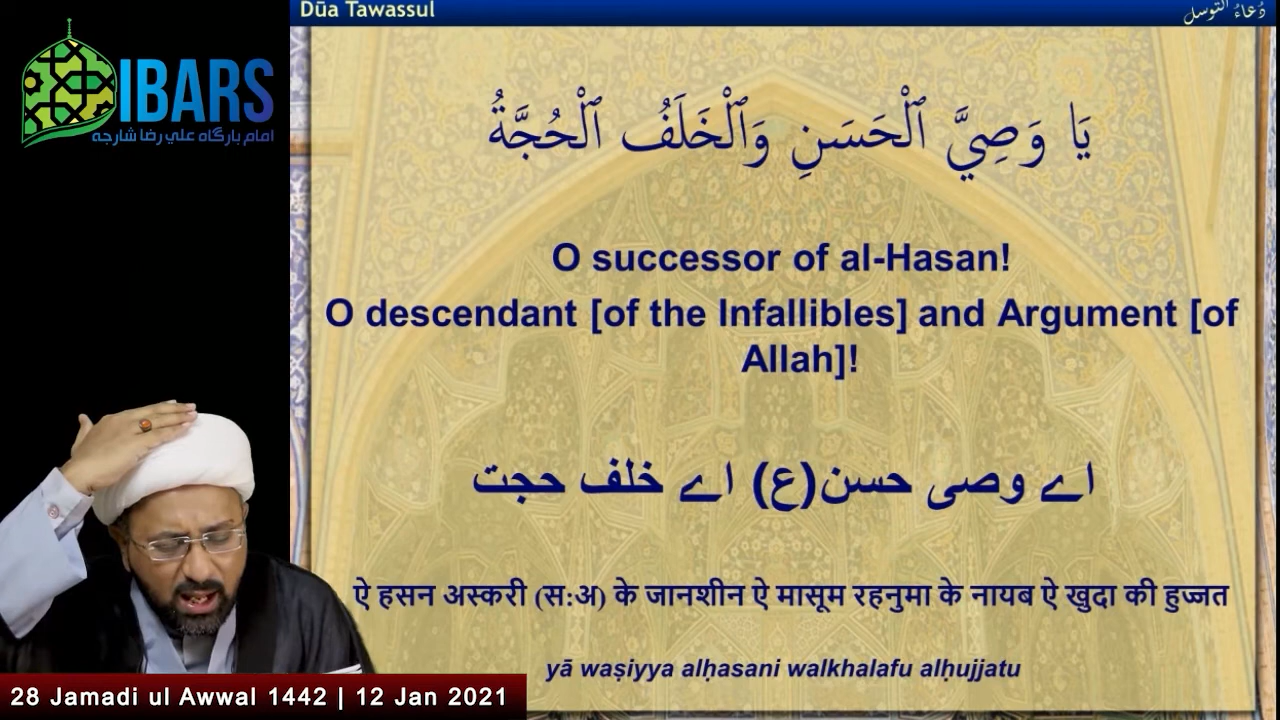 Dūa Tawassul
دُعَاءُ التَّوَسُّل
IBARS
امام بارگاه علي رضا شارجه
يَا وَصِيَّ ٱلْحَسَنِ وَٱلْخَلَفُ ٱلْحُجَّةُ
O successor of al-Hasan!
O descendant [of the Infallibles] and Argument [of
Allah]!
اے وصی حسن(ع) اے خلف حجت
ऐ हसन अस्करी (स:अ) के जानशीन ऐ मासूम रहनुमा के नायब ऐ खुदा की हुज्जत
yā waṣiyya alḥasani walkhalafu alḥujjatu
28 Jamadi ul Awwal 1442 | 12 Jan 2021